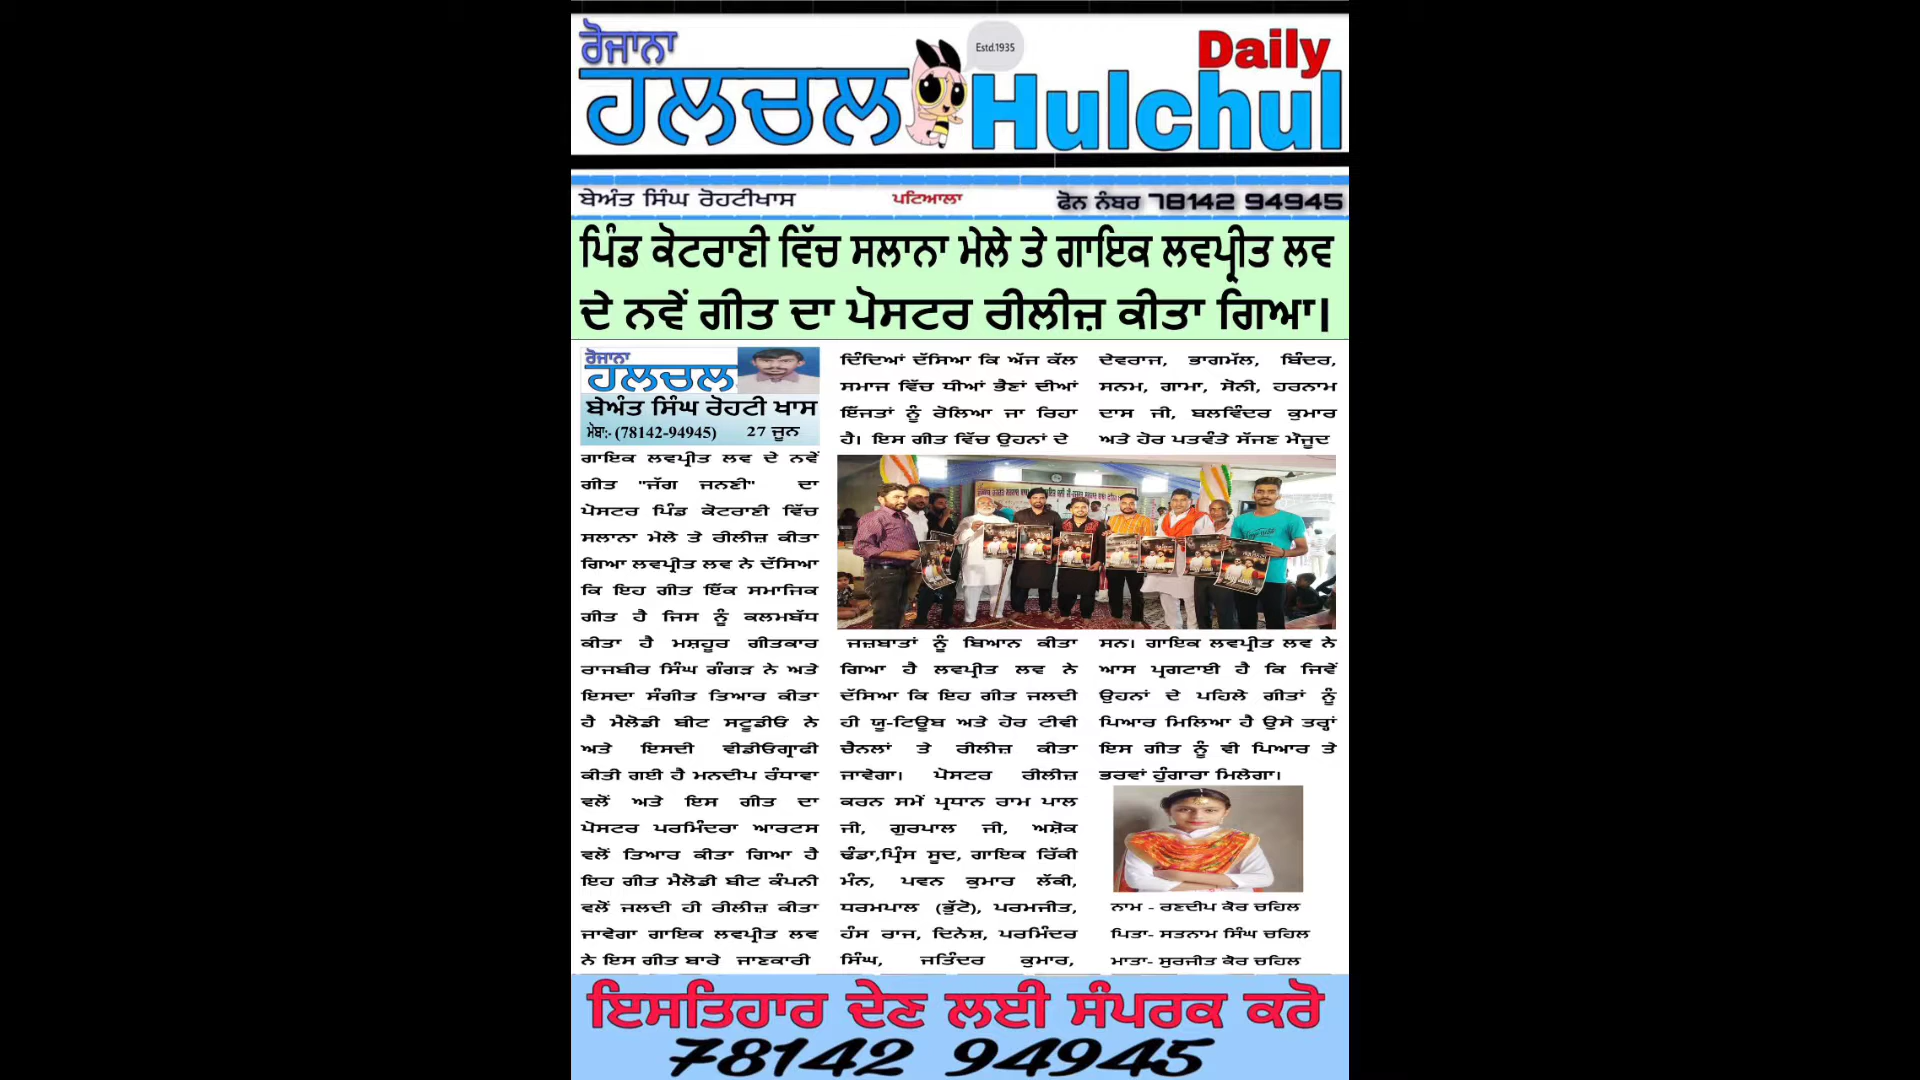 ਰੋਜਾਨਾ
ਹਲਚਲ
Estd.1935
Daily
Hulchul
ਬੇਅੰਤ ਸਿੰਘ ਰੋਹਟੀਖਾਸ ਪਟਿਆਲਾ ਫੋਨ ਨੰਬਰ 78142 94945
ਪਿੰਡ ਕੋਟਰਾਣੀ ਵਿੱਚ ਸਲਾਨਾ ਮੇਲੇ ਤੇ ਗਾਇਕ ਲਵਪ੍ਰੀਤ ਲਵ
ਦੇ ਨਵੇਂ ਗੀਤ ਦਾ ਪੋਸਟਰ ਰੀਲੀਜ਼ ਕੀਤਾ ਗਿਆ।
ਰੋਜਾਨਾ
ਹਲਚਲ
ਬੇਅੰਤ ਸਿੰਘ ਰੋਹਟੀ ਖਾਸ
ਮੋਬਾ:- (78142-94945) 27 ਜੂਨ
ਗਾਇਕ ਲਵਪ੍ਰੀਤ ਲਵ ਦੇ ਨਵੇਂ
ਗੀਤ "ਜੱਗ ਜਨਣੀ" ਦਾ
ਪੋਸਟਰ ਪਿੰਡ ਕੋਟਰਾਣੀ ਵਿੱਚ
ਸਲਾਨਾ ਮੇਲੇ ਤੇ ਰੀਲੀਜ਼ ਕੀਤਾ
ਗਿਆ ਲਵਪ੍ਰੀਤ ਲਵ ਨੇ ਦੱਸਿਆ
ਕਿ ਇਹ ਗੀਤ ਇੱਕ ਸਮਾਜਿਕ
ਗੀਤ ਹੈ ਜਿਸ ਨੂੰ ਕਲਮਬੱਧ
ਕੀਤਾ ਹੈ ਮਸ਼ਹੂਰ ਗੀਤਕਾਰ
ਰਾਜਬੀਰ ਸਿੰਘ ਗੰਗੜ ਨੇ ਅਤੇ
ਇਸਦਾ ਸੰਗੀਤ ਤਿਆਰ ਕੀਤਾ
ਹੈ ਮੈਲੋਡੀ ਬੀਟ ਸਟੂਡੀਓ ਨੇ
ਅਤੇ ਇਸਦੀ ਵੀਡੀਓਗ੍ਰਾਫੀ
ਕੀਤੀ ਗਈ ਹੈ ਮਨਦੀਪ ਰੰਧਾਵਾ
ਵਲੋਂ ਅਤੇ ਇਸ ਗੀਤ ਦਾ
ਪੋਸਟਰ ਪਰਮਿੰਦਰਾ ਆਰਟਸ
ਵਲੋਂ ਤਿਆਰ ਕੀਤਾ ਗਿਆ ਹੈ
ਇਹ ਗੀਤ ਮੈਲੋਡੀ ਬੀਟ ਕੰਪਨੀ
ਵਲੋਂ ਜਲਦੀ ਹੀ ਰੀਲੀਜ਼ ਕੀਤਾ
ਜਾਵੇਗਾ ਗਾਇਕ ਲਵਪ੍ਰੀਤ ਲਵ
ਨੇ ਇਸ ਗੀਤ ਬਾਰੇ ਜਾਣਕਾਰੀ
ਦਿੰਦਿਆਂ ਦੱਸਿਆ ਕਿ ਅੱਜ ਕੱਲ
ਸਮਾਜ ਵਿੱਚ ਧੀਆਂ ਭੈਣਾਂ ਦੀਆਂ
ਇੱਜਤਾਂ ਨੂੰ ਰੋਲਿਆ ਜਾ ਰਿਹਾ
ਹੈ। ਇਸ ਗੀਤ ਵਿੱਚ ਉਹਨਾਂ ਦੇ
ਜਜ਼ਬਾਤਾਂ ਨੂੰ ਬਿਆਨ ਕੀਤਾ
ਗਿਆ ਹੈ ਲਵਪ੍ਰੀਤ ਲਵ ਨੇ
ਦੱਸਿਆ ਕਿ ਇਹ ਗੀਤ ਜਲਦੀ
ਹੀ ਯੂ-ਟਿਊਬ ਅਤੇ ਹੋਰ ਟੀਵੀ
ਚੈਨਲਾਂ ਤੇ ਰੀਲੀਜ਼ ਕੀਤਾ
ਜਾਵੇਗਾ। ਪੋਸਟਰ ਰੀਲੀਜ਼
ਕਰਨ ਸਮੇਂ ਪ੍ਰਧਾਨ ਰਾਮ ਪਾਲ
ਜੀ, ਗੁਰਪਾਲ ਜੀ, ਅਸ਼ੋਕ
ਢੰਡਾ,ਪ੍ਰਿੰਸ ਸੂਦ, ਗਾਇਕ ਰਿੱਕੀ
ਮੰਨ, ਪਵਨ ਕੁਮਾਰ ਲੱਕੀ,
ਧਰਮਪਾਲ (ਭੁੱਟੋ), ਪਰਮਜੀਤ,
ਹੰਸ ਰਾਜ, ਦਿਨੇਸ਼, ਪਰਮਿੰਦਰ
ਸਿੰਘ, ਜਤਿੰਦਰ ਕੁਮਾਰ,
ਦੇਵਰਾਜ, ਭਾਗਮੱਲ, ਬਿੰਦਰ,
ਸਨਮ, ਗਾਮਾ, ਸੋਨੀ, ਹਰਨਾਮ
ਦਾਸ ਜੀ, ਬਲਵਿੰਦਰ ਕੁਮਾਰ
ਅਤੇ ਹੋਰ ਪਤਵੰਤੇ ਸੱਜਣ ਮੌਜੂਦ
ਸਨ। ਗਾਇਕ ਲਵਪ੍ਰੀਤ ਲਵ ਨੇ
ਆਸ ਪ੍ਰਗਟਾਈ ਹੈ ਕਿ ਜਿਵੇਂ
ਉਹਨਾਂ ਦੇ ਪਹਿਲੇ ਗੀਤਾਂ ਨੂੰ
ਪਿਆਰ ਮਿਲਿਆ ਹੈ ਉਸੇ ਤਰ੍ਹਾਂ
ਇਸ ਗੀਤ ਨੂੰ ਵੀ ਪਿਆਰ ਤੇ
ਭਰਵਾਂ ਹੁੰਗਾਰਾ ਮਿਲੇਗਾ।
ਨਾਮ - ਰਣਦੀਪ ਕੌਰ ਚਹਿਲ
ਪਿਤਾ- ਸਤਨਾਮ ਸਿੰਘ ਚਹਿਲ
ਮਾਤਾ- ਸੁਰਜੀਤ ਕੌਰ ਚਹਿਲ
ਇਸਤਿਹਾਰ ਦੇਣ ਲਈ ਸੰਪਰਕ ਕਰੋ
78142 94945